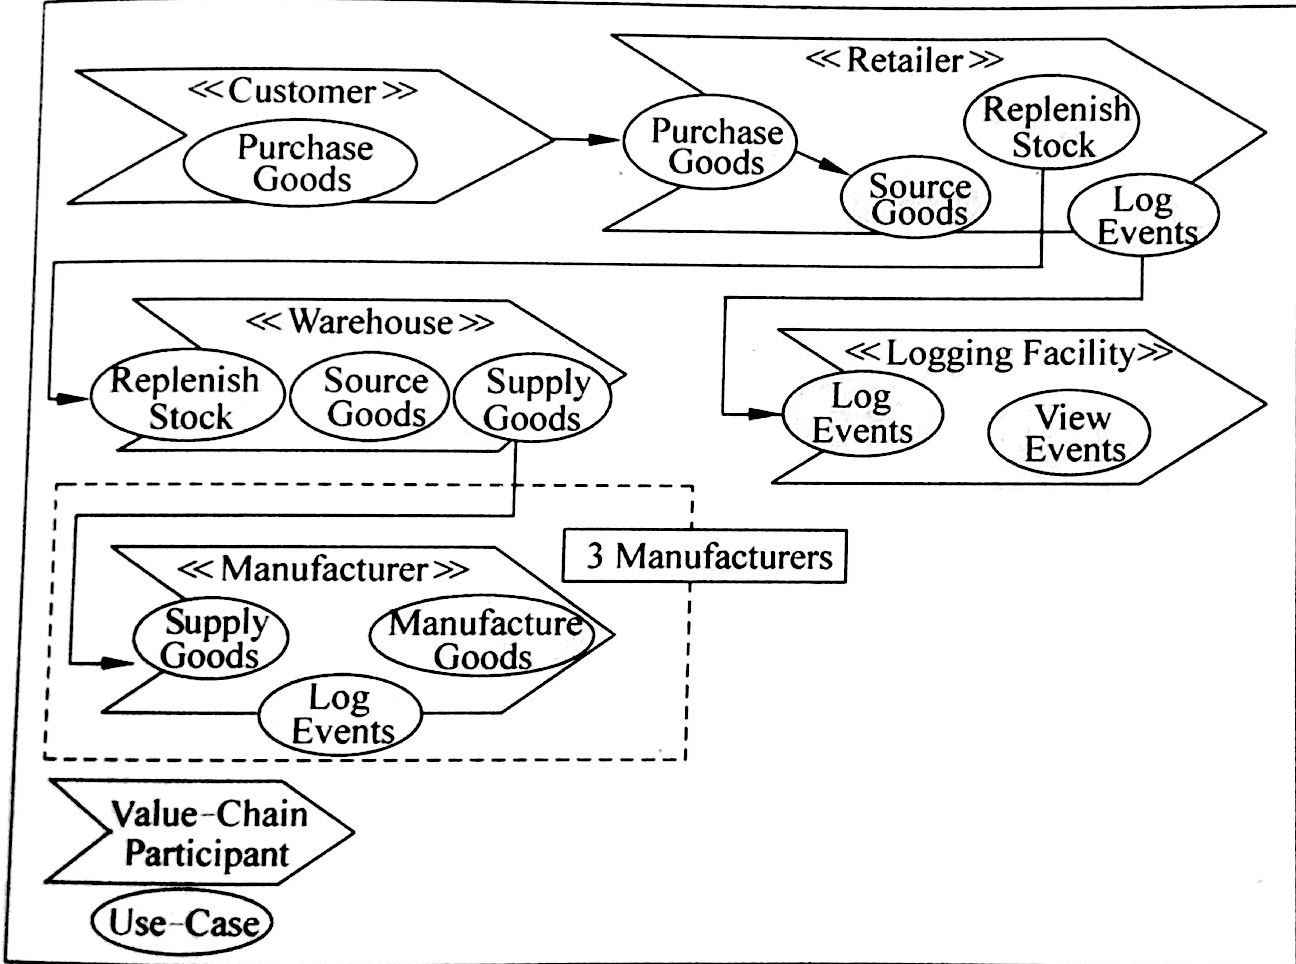 ≪Customer≫
Purchase
Goods
≪Retailer≫
Purchase
Goods
Source
Goods
Replenish
Stock
Log
Events
≪Warehouse≫
Replenish
Stock
Source
Goods
Supply
Goods
≪Logging Facility≫
Log
Events
View
Events
3 Manufacturers
≪Manufacturer≫
Supply
Goods
Manufacture
Goods
Log
Events
Value-Chain
Participant
Use-Case